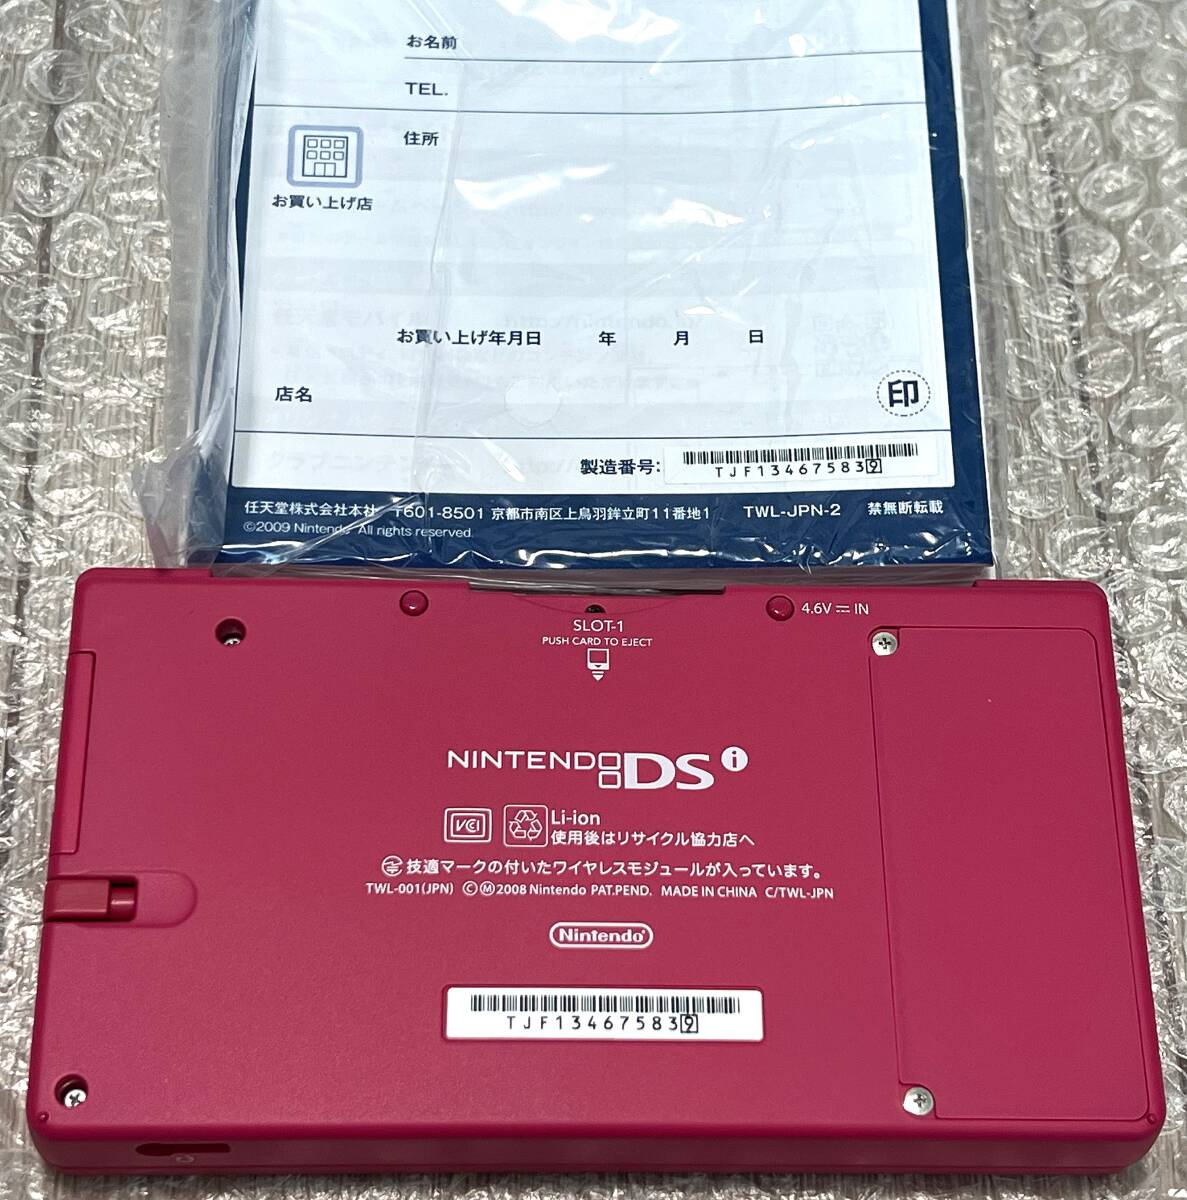 お名前
TEL.
住所
お買い上げ店
お買い上げ年月日 年 月 日
店名
印
製造番号:
TJF134675839
任天堂株式会社本社 〒601-8501 京都市南区上鳥羽鉾立町11番地1 TWL-JPN-2 禁無断転載
©2009 Nintendo All rights reserved.
4.6V ⎓ IN
SLOT-1
PUSH CARD TO EJECT
NINTENDO DSi
VCCI
Li-ion
使用後はリサイクル協力店へ
技適マークの付いたワイヤレスモジュールが入っています。
TWL-001(JPN) ©Ⓜ2008 Nintendo PAT.PEND. MADE IN CHINA C/TWL-JPN
Nintendo
TJF134675839